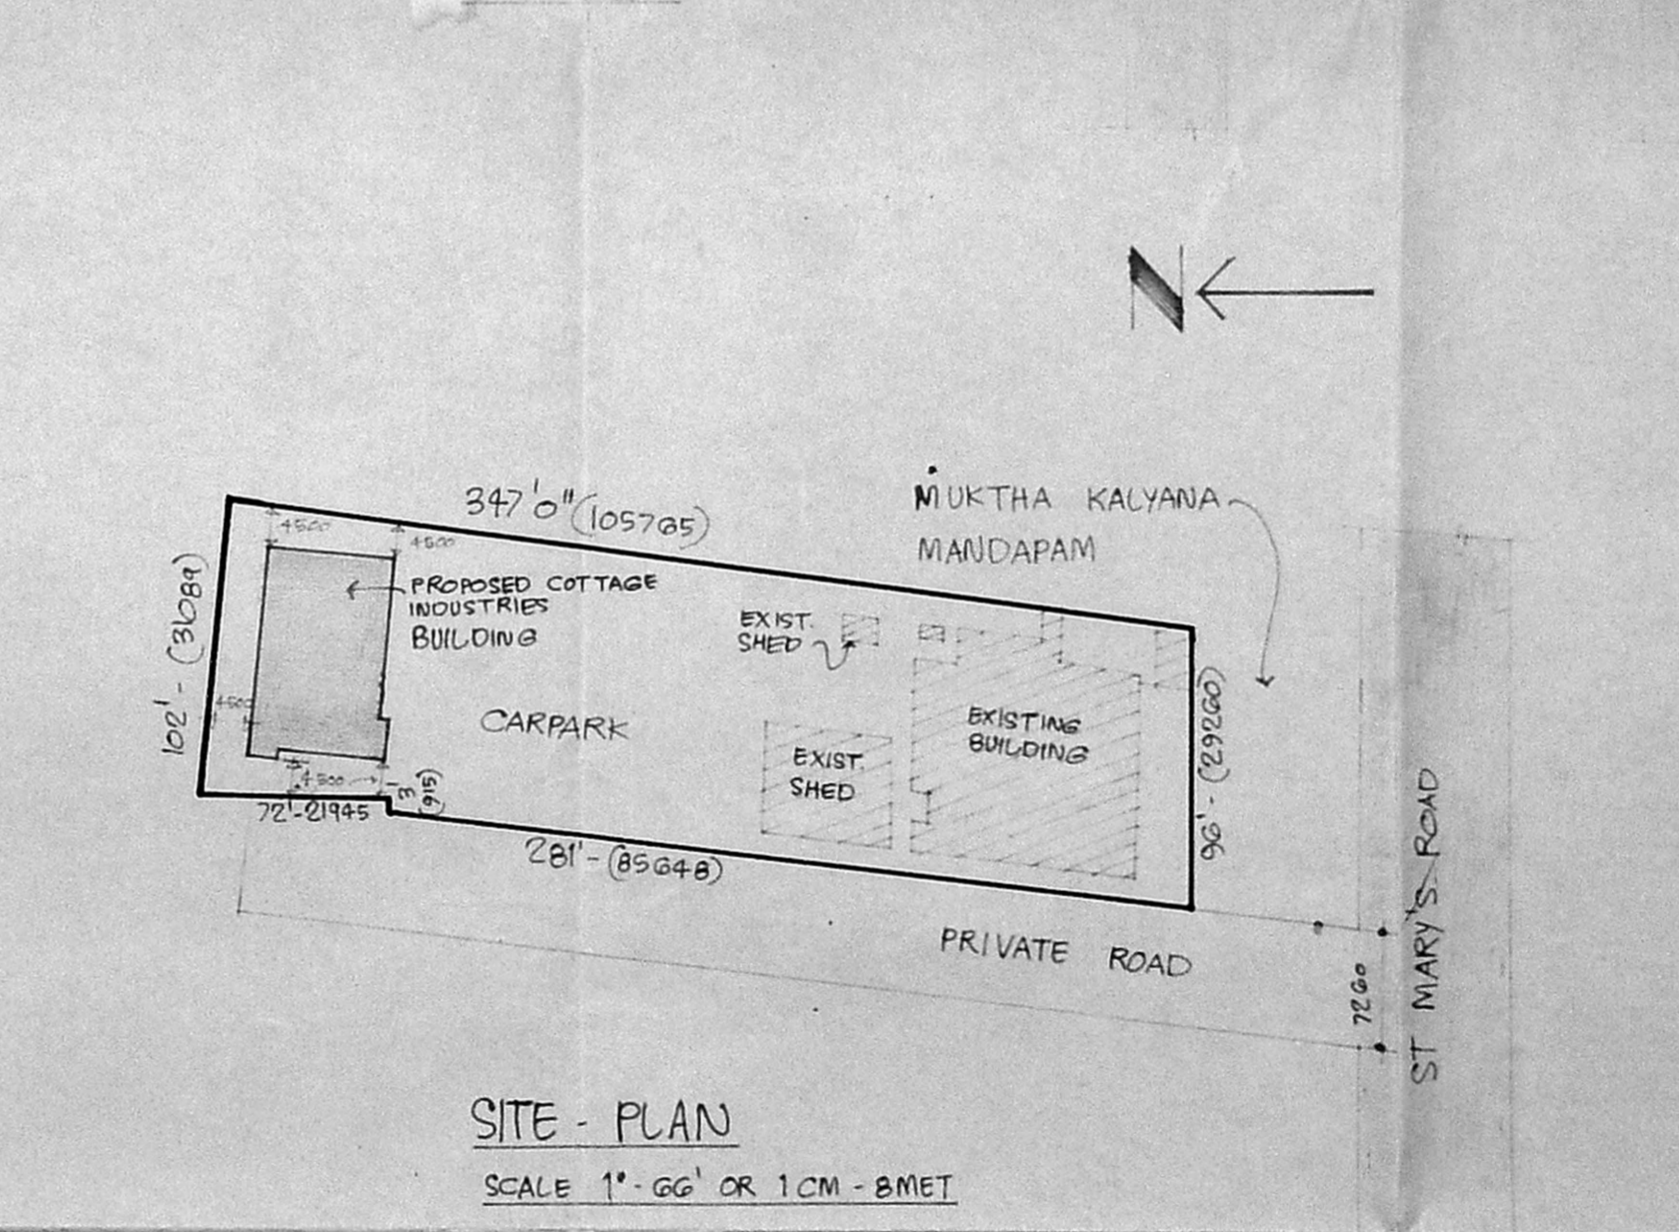 N
347'0"(105765)
4500
4500
MUKTHA KALYANA
MANDAPAM
PROPOSED COTTAGE
INDUSTRIES
BUILDING
EXIST.
SHED
102'-(31089)
4500
CARPARK
EXISTING
BUILDING
EXIST.
SHED
96'-(29260)
4500
3'
(915)
72'-21945
281'-(85648)
PRIVATE ROAD
7260
ST MARY'S ROAD
SITE - PLAN
SCALE 1"-66' OR 1CM-8MET